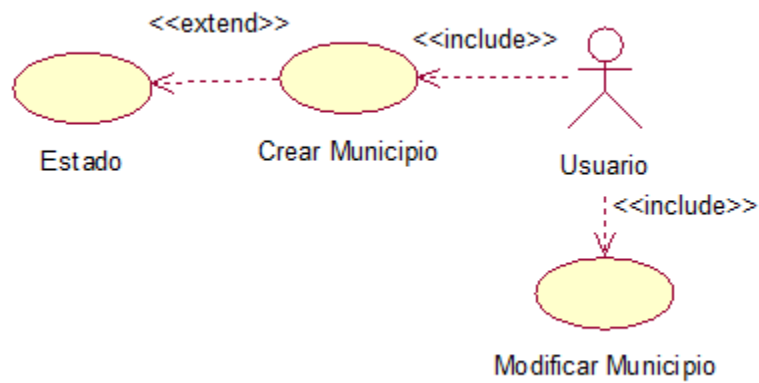 <<extend>>
<<include>>
Estado
Crear Municipio
Usuario
<<include>>
Modificar Municipio